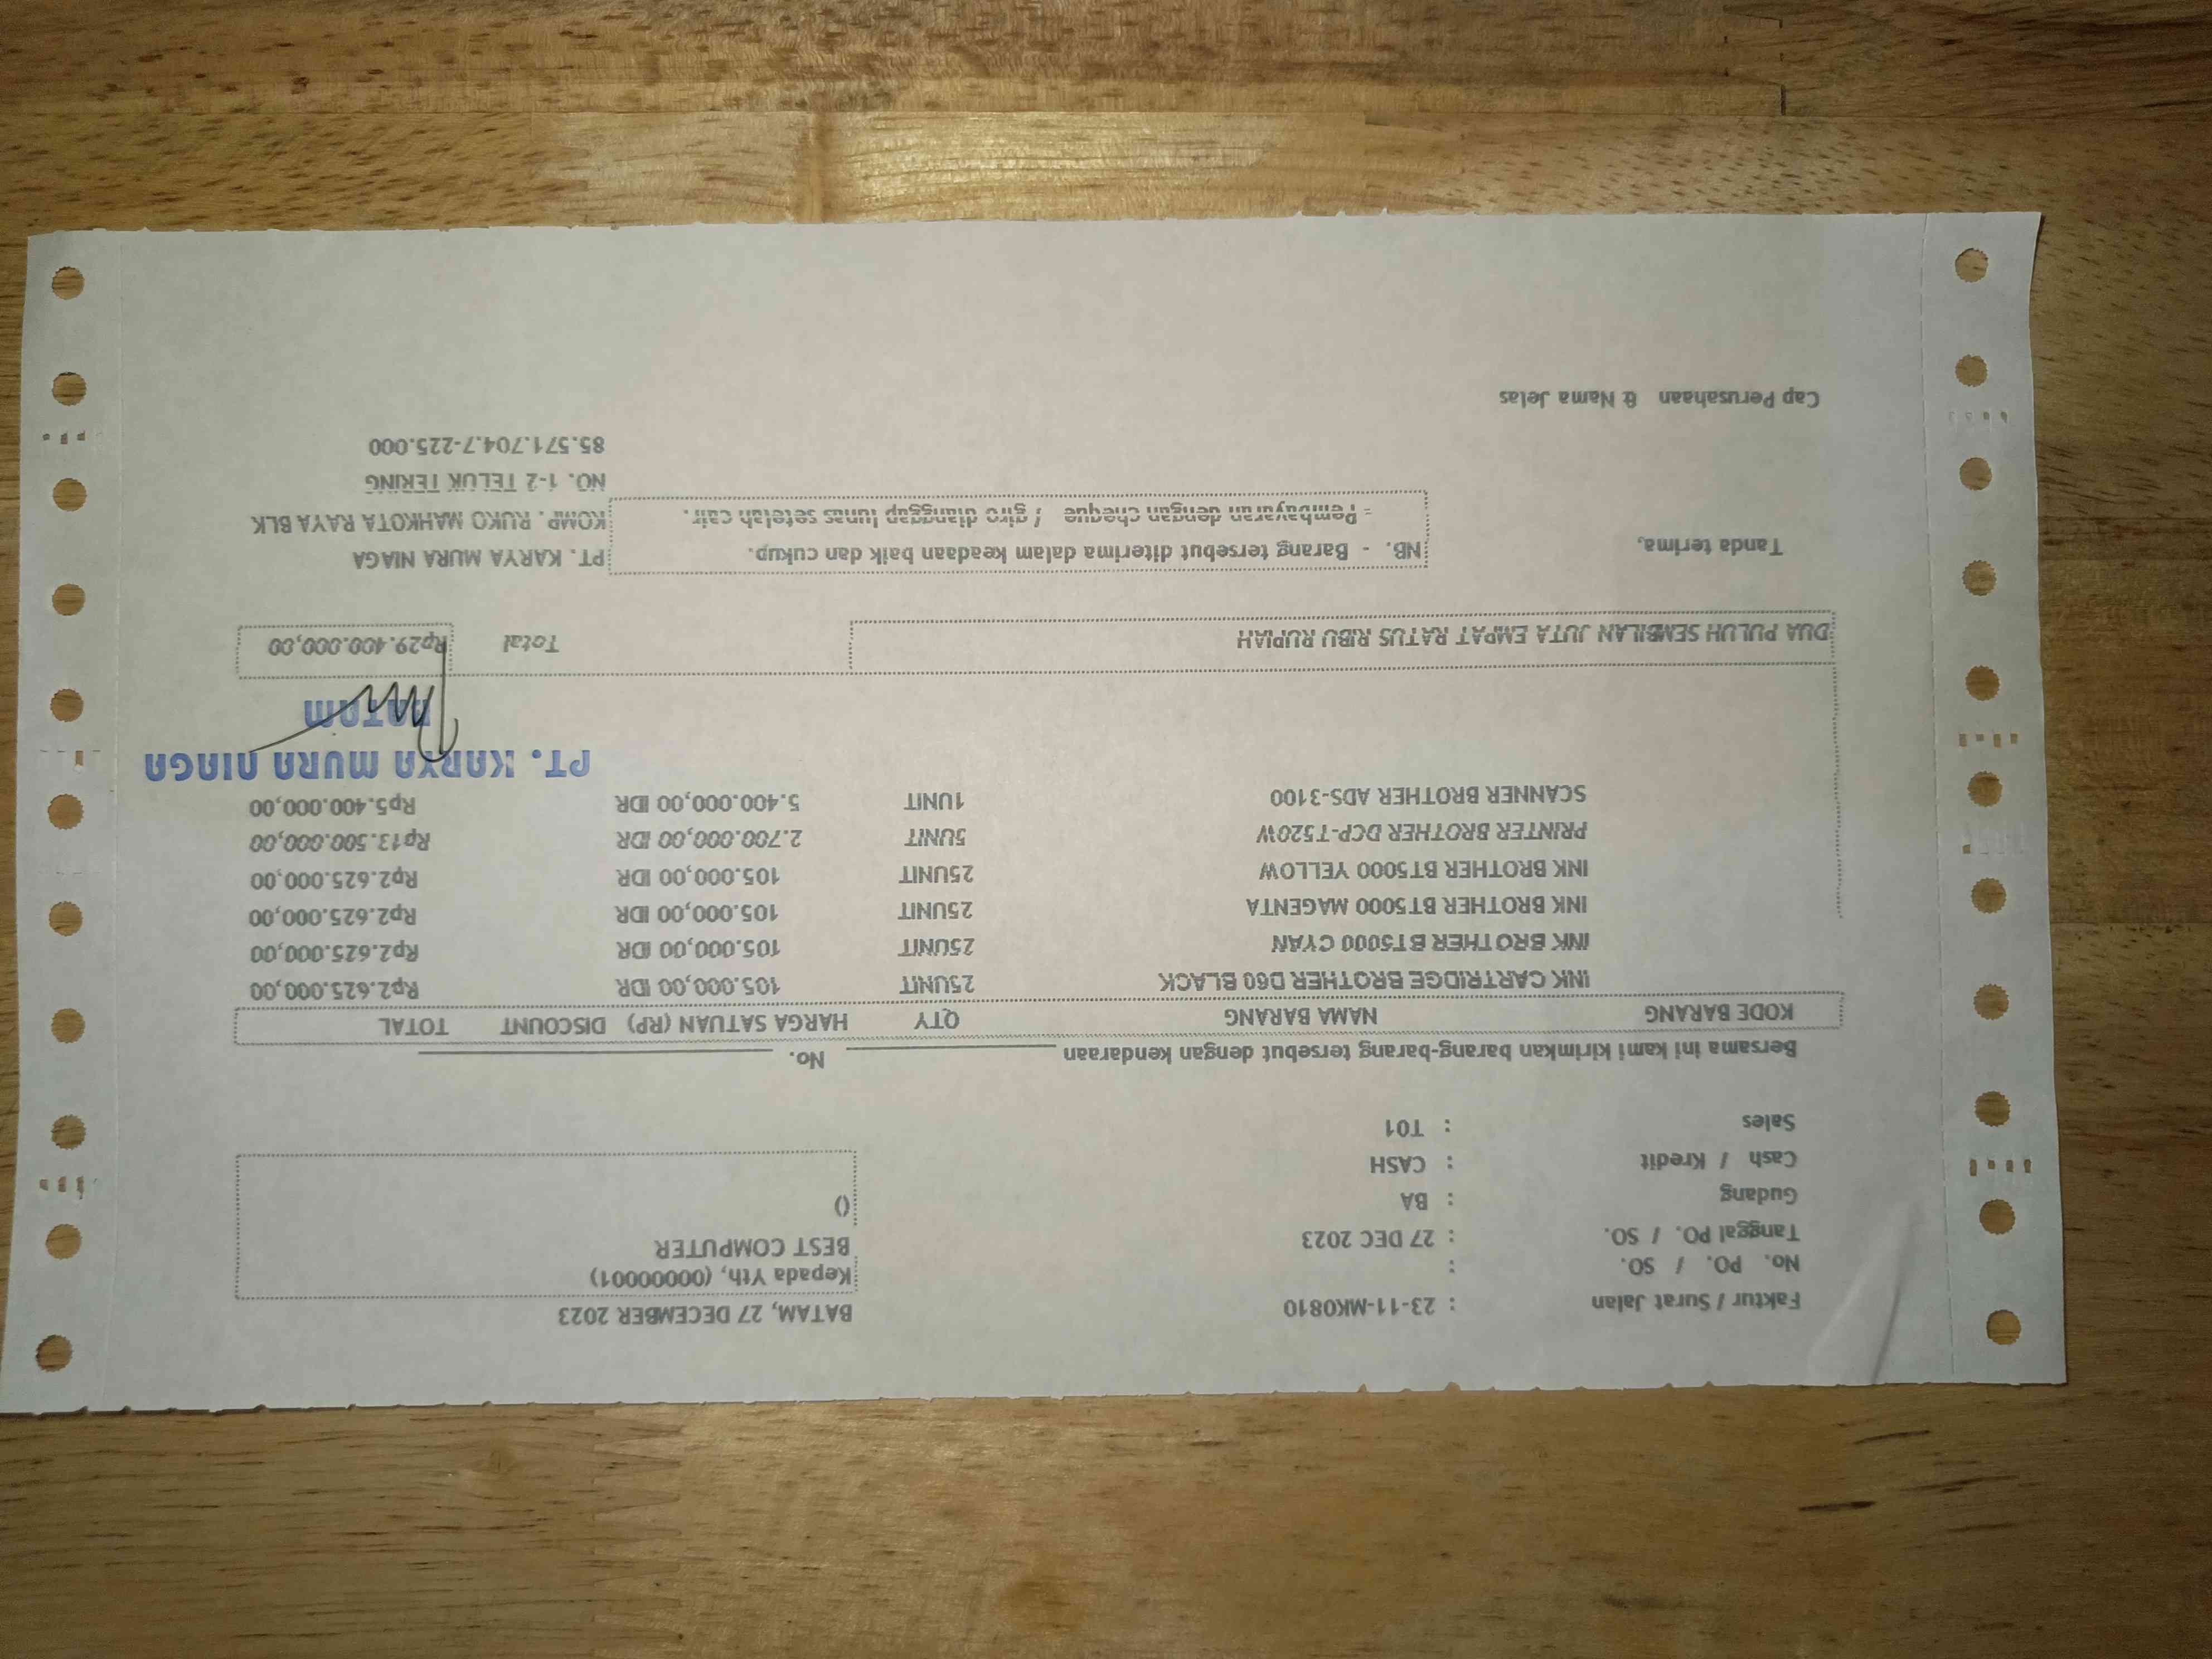 Faktur / Surat Jalan : 23-11-MK0810
BATAM, 27 DECEMBER 2023
No. PO. / SO. :
Kepada Yth, (00000001)
Tanggal PO. / SO. : 27 DEC 2023
BEST COMPUTER
Gudang : BA
()
Cash / Kredit : CASH
Sales : T01
Bersama ini kami kirimkan barang-barang tersebut dengan kendaraan No.
KODE BARANG NAMA BARANG QTY HARGA SATUAN (RP) DISCOUNT TOTAL
INK CARTRIDGE BROTHER D60 BLACK 25UNIT 105.000,00 IDR Rp2.625.000,00
INK BROTHER BT5000 CYAN 25UNIT 105.000,00 IDR Rp2.625.000,00
INK BROTHER BT5000 MAGENTA 25UNIT 105.000,00 IDR Rp2.625.000,00
INK BROTHER BT5000 YELLOW 25UNIT 105.000,00 IDR Rp2.625.000,00
PRINTER BROTHER DCP-T520W 5UNIT 2.700.000,00 IDR Rp13.500.000,00
SCANNER BROTHER ADS-3100 1UNIT 5.400.000,00 IDR Rp5.400.000,00
PT. KARYA MURA NIAGA
BATAM
DUA PULUH SEMBILAN JUTA EMPAT RATUS RIBU RUPIAH Total Rp29.400.000,00
Tanda terima,
NB. - Barang tersebut diterima dalam keadaan baik dan cukup.
- Pembayaran dengan cheque / giro dianggap lunas setelah cair.
PT. KARYA MURA NIAGA
KOMP. RUKO MAHKOTA RAYA BLK
NO. 1-2 TELUK TERING
85.571.704.7-225.000
Cap Perusahaan & Nama Jelas